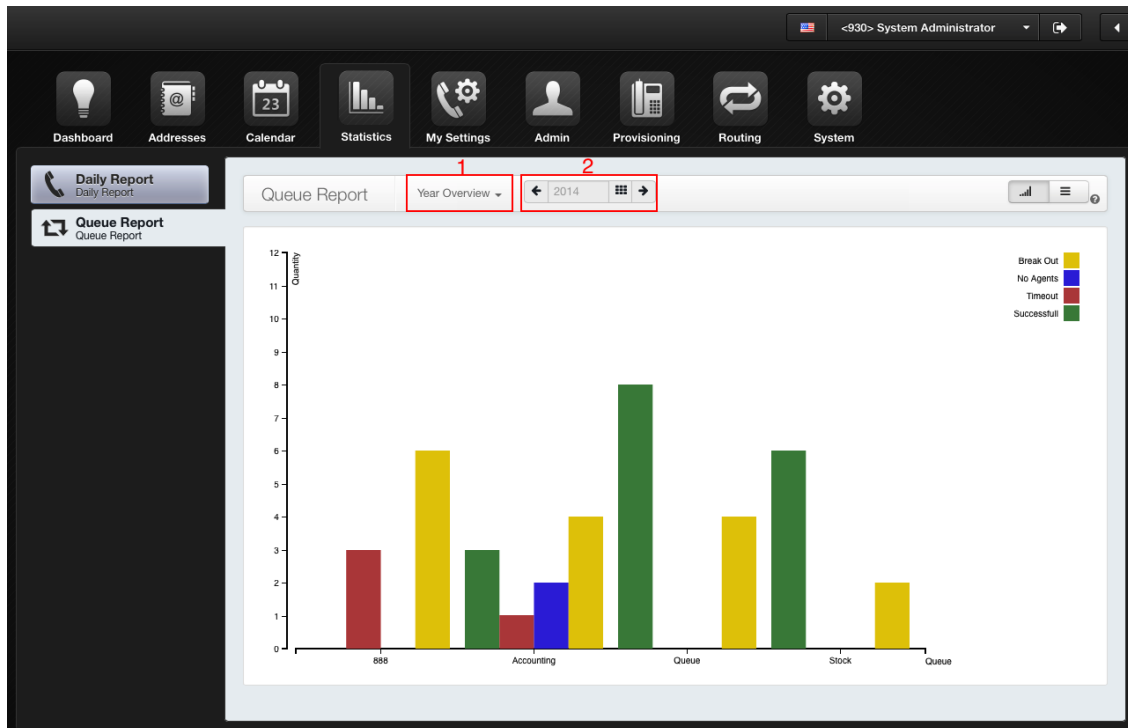 <930> System Administrator
23
@
Dashboard Addresses Calendar Statistics My Settings Admin Provisioning Routing System
1 2
Daily Report
Daily Report
Queue Report
Queue Report
Queue Report Year Overview 2014
?
Quantity
12
11
10
9
8
7
6
5
4
3
2
1
0
Break Out
No Agents
Timeout
Successfull
888 Accounting Queue Stock Queue